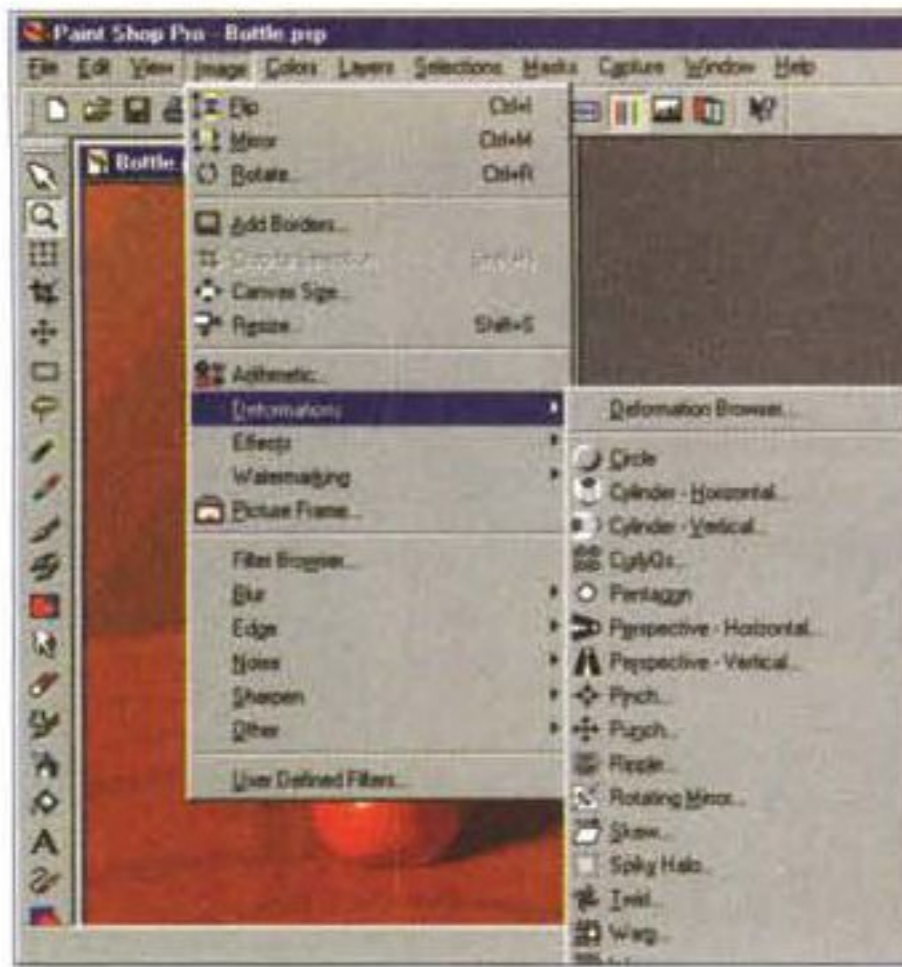 Paint Shop Pro - Bottle.psp
File Edit View Image Colors Layers Selections Masks Capture Window Help
Bottle
Flip Ctrl+I
Mirror Ctrl+M
Rotate... Ctrl+R
Add Borders...
Canvas Size...
Resize... Shift+S
Arithmetic...
Deformations
Effects
Watermarking
Picture Frame...
Filter Browser...
Blur
Edge
Noise
Sharpen
Other
User Defined Filters...
Deformation Browser...
Circle
Cylinder - Horizontal...
Cylinder - Vertical...
CurlyQs...
Pentagon
Perspective - Horizontal...
Perspective - Vertical...
Pinch...
Punch...
Ripple...
Rotating Mirror...
Skew...
Spiky Halo...
Twirl...
Warp...